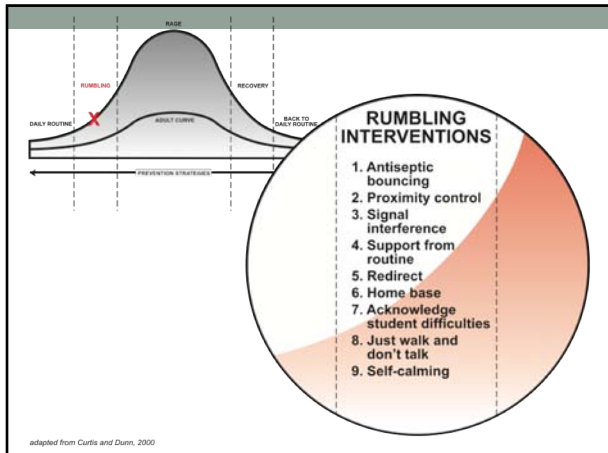 RAGE
RUMBLING
RECOVERY
DAILY ROUTINE
ADULT CURVE
BACK TO
DAILY ROUTINE
PREVENTION STRATEGIES
X
RUMBLING
INTERVENTIONS
1. Antiseptic
bouncing
2. Proximity control
3. Signal
interference
4. Support from
routine
5. Redirect
6. Home base
7. Acknowledge
student difficulties
8. Just walk and
don't talk
9. Self-calming
adapted from Curtis and Dunn, 2000